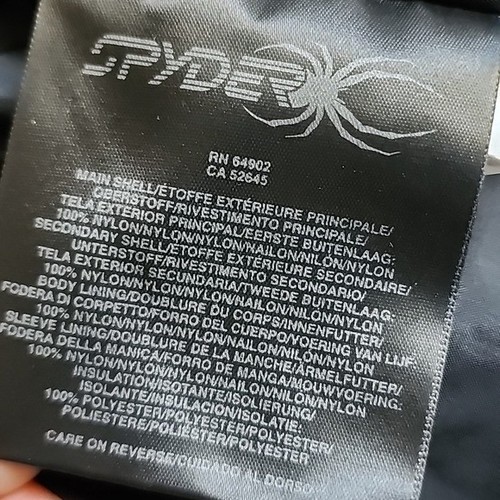 SPYDER
RN 64902
CA 52645
MAIN SHELL/ÉTOFFE EXTÉRIEURE PRINCIPALE/
OBERSTOFF/RIVESTIMENTO PRINCIPALE/
TELA EXTERIOR PRINCIPAL/EERSTE BUITENLAAG:
100% NYLON/NYLON/NYLON/NAILON/NILON/NYLON
SECONDARY SHELL/ÉTOFFE EXTÉRIEURE SECONDAIRE/
UNTERSTOFF/RIVESTIMENTO SECONDARIO/
TELA EXTERIOR SECUNDARIA/TWEEDE BUITENLAAG:
100% NYLON/NYLON/NYLON/NAILON/NILON/NYLON
BODY LINING/DOUBLURE DU CORPS/INNENFUTTER/
FODERA DI CORPETTO/FORRO DEL CUERPO/VOERING VAN LIJF:
100% NYLON/NYLON/NYLON/NAILON/NILON/NYLON
SLEEVE LINING/DOUBLURE DE LA MANCHE/ÄRMELFUTTER/
FODERA DELLA MANICA/FORRO DE MANGA/MOUWVOERING:
100% NYLON/NYLON/NYLON/NAILON/NILON/NYLON
INSULATION/ISOTANTE/ISOLIERUNG/
ISOLANTE/INSULACION/ISOLATIE:
100% POLYESTER/POLYESTER/POLYESTER/
POLIESTERE/POLIÉSTER/POLYESTER
CARE ON REVERSE/CUIDADO AL DORSO